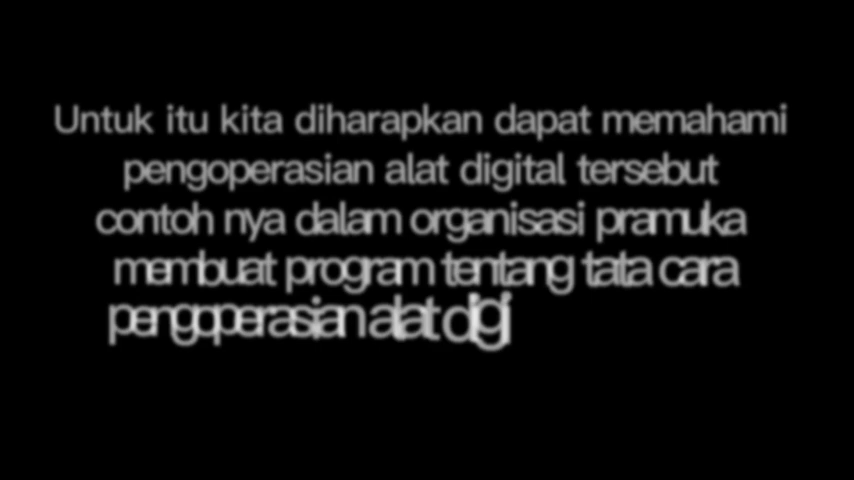 Untuk itu kita diharapkan dapat memahami
pengoperasian alat digital tersebut
contoh nya dalam organisasi pramuka
membuat program tentang tata cara
pengoperasian alat digi